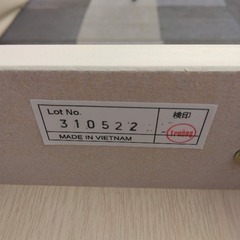 Lot No.
310522
検印
MADE IN VIETNAM